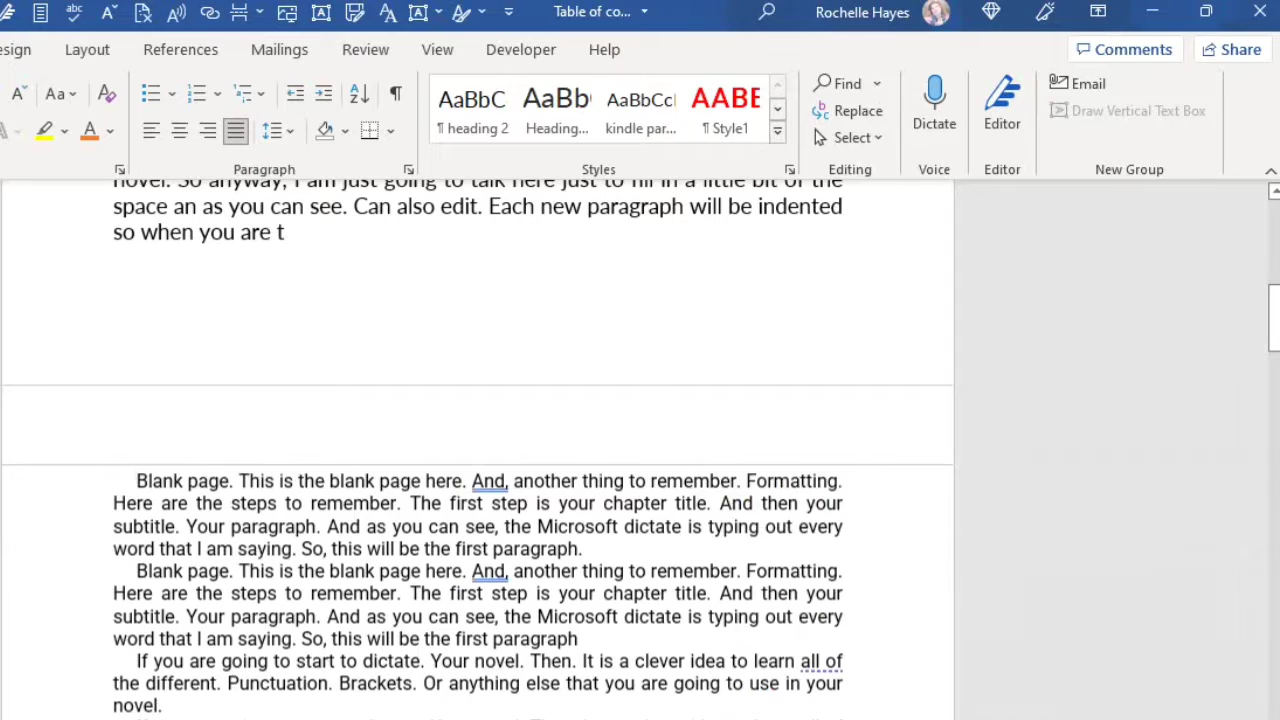 Table of co...
Rochelle Hayes
esign Layout References Mailings Review View Developer Help
Comments Share
Aa
AaBbC AaBb AaBbCcl AABE
¶ heading 2 Heading... kindle par... ¶ Style1
Find
Replace
Select
Dictate
Editor
Email
Draw Vertical Text Box
Paragraph Styles Editing Voice Editor New Group
novel. So anyway, I am just going to talk here just to fill in a little bit of the
space an as you can see. Can also edit. Each new paragraph will be indented
so when you are t
Blank page. This is the blank page here. And, another thing to remember. Formatting.
Here are the steps to remember. The first step is your chapter title. And then your
subtitle. Your paragraph. And as you can see, the Microsoft dictate is typing out every
word that I am saying. So, this will be the first paragraph.
Blank page. This is the blank page here. And, another thing to remember. Formatting.
Here are the steps to remember. The first step is your chapter title. And then your
subtitle. Your paragraph. And as you can see, the Microsoft dictate is typing out every
word that I am saying. So, this will be the first paragraph
If you are going to start to dictate. Your novel. Then. It is a clever idea to learn all of
the different. Punctuation. Brackets. Or anything else that you are going to use in your
novel.